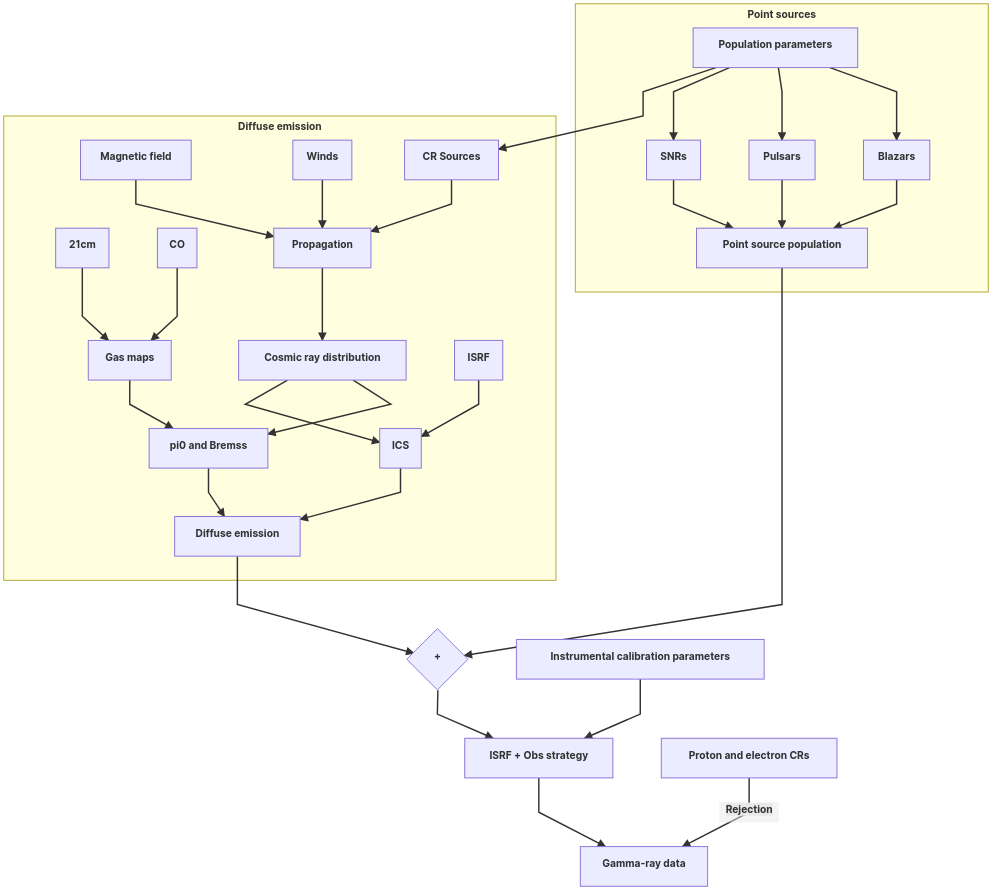 Point sources
Population parameters
Diffuse emission
Magnetic field
Winds
CR Sources
SNRs
Pulsars
Blazars
21cm
CO
Propagation
Point source population
Gas maps
Cosmic ray distribution
ISRF
pi0 and Bremss
ICS
Diffuse emission
+
Instrumental calibration parameters
ISRF + Obs strategy
Proton and electron CRs
Rejection
Gamma-ray data